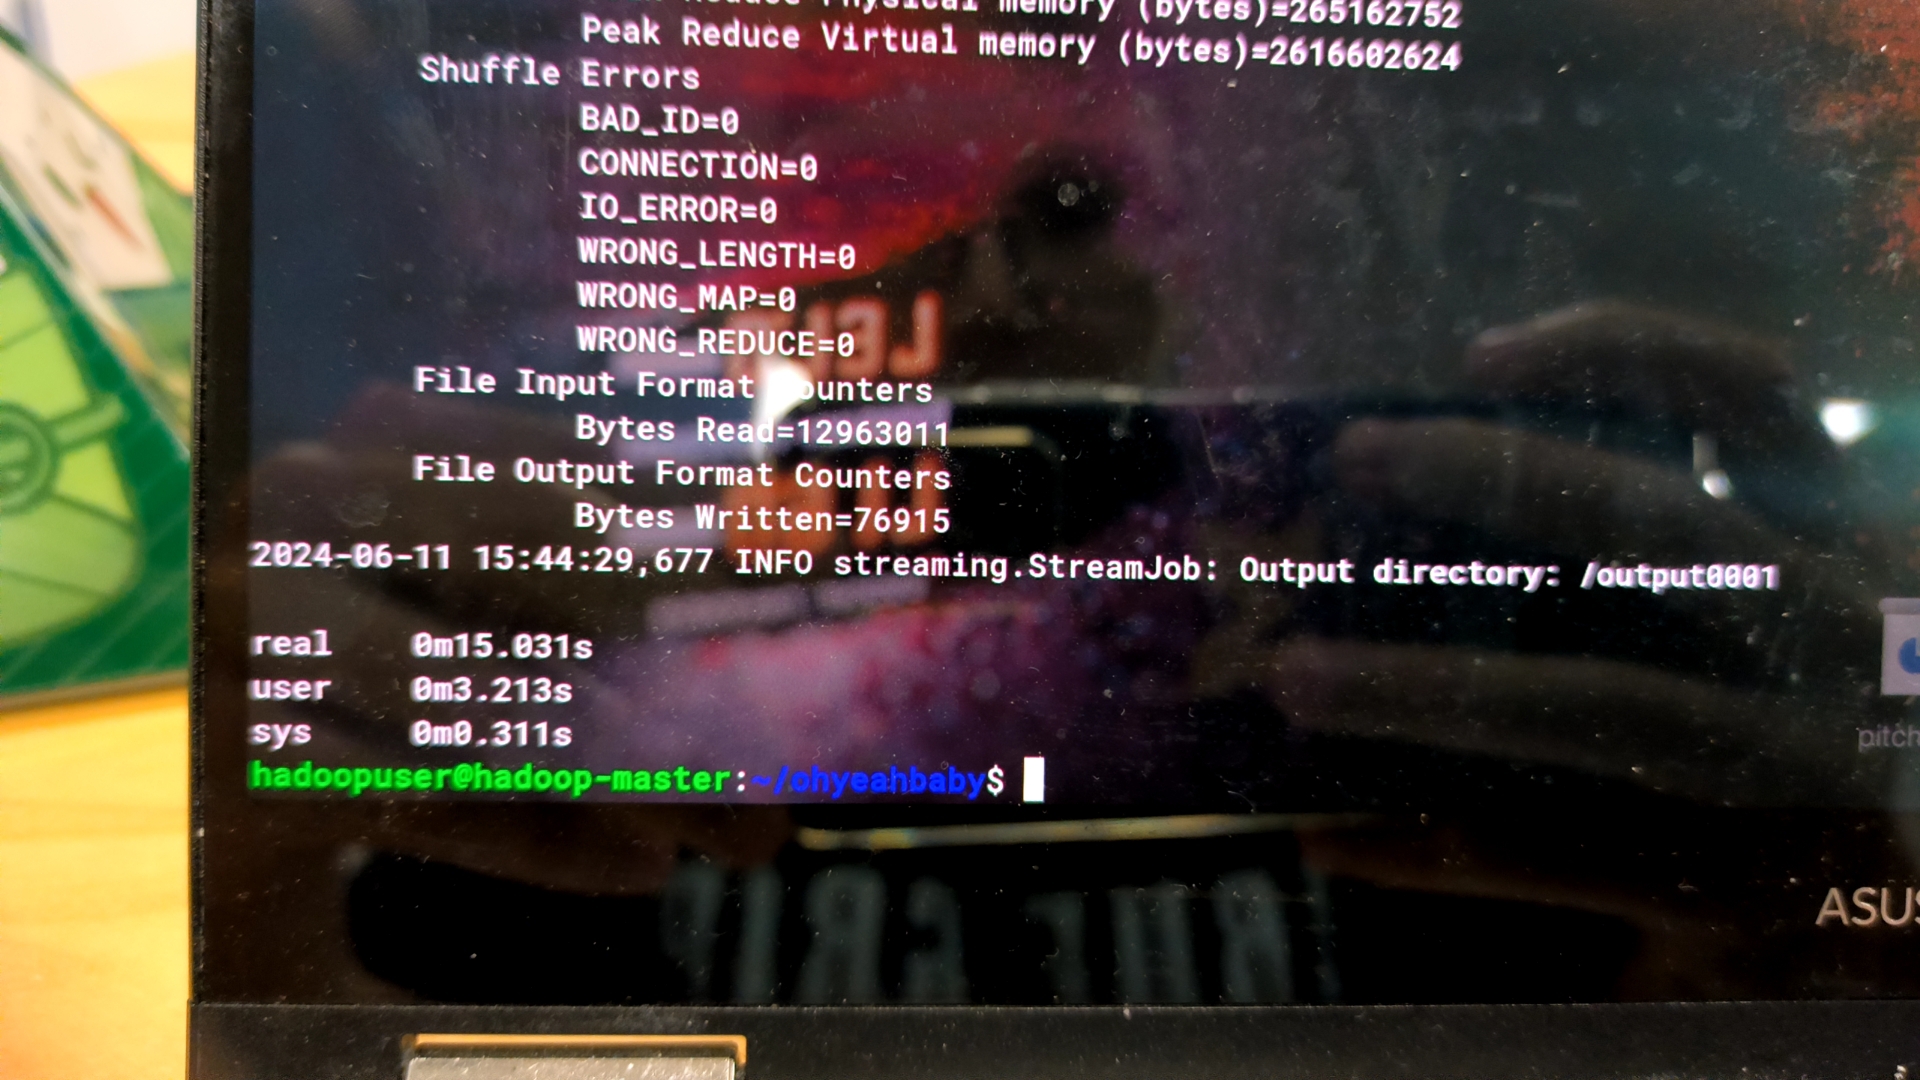 Reduce Physical memory (bytes)=265162752
Peak Reduce Virtual memory (bytes)=2616602624
Shuffle Errors
BAD_ID=0
CONNECTION=0
IO_ERROR=0
WRONG_LENGTH=0
WRONG_MAP=0
WRONG_REDUCE=0
File Input Format Counters
Bytes Read=12963011
File Output Format Counters
Bytes Written=76915
2024-06-11 15:44:29,677 INFO streaming.StreamJob: Output directory: /output0001
real 0m15.031s
user 0m3.213s
sys 0m0.311s
hadoopuser@hadoop-master:~/ohyeahbaby$
pitch
ASUS